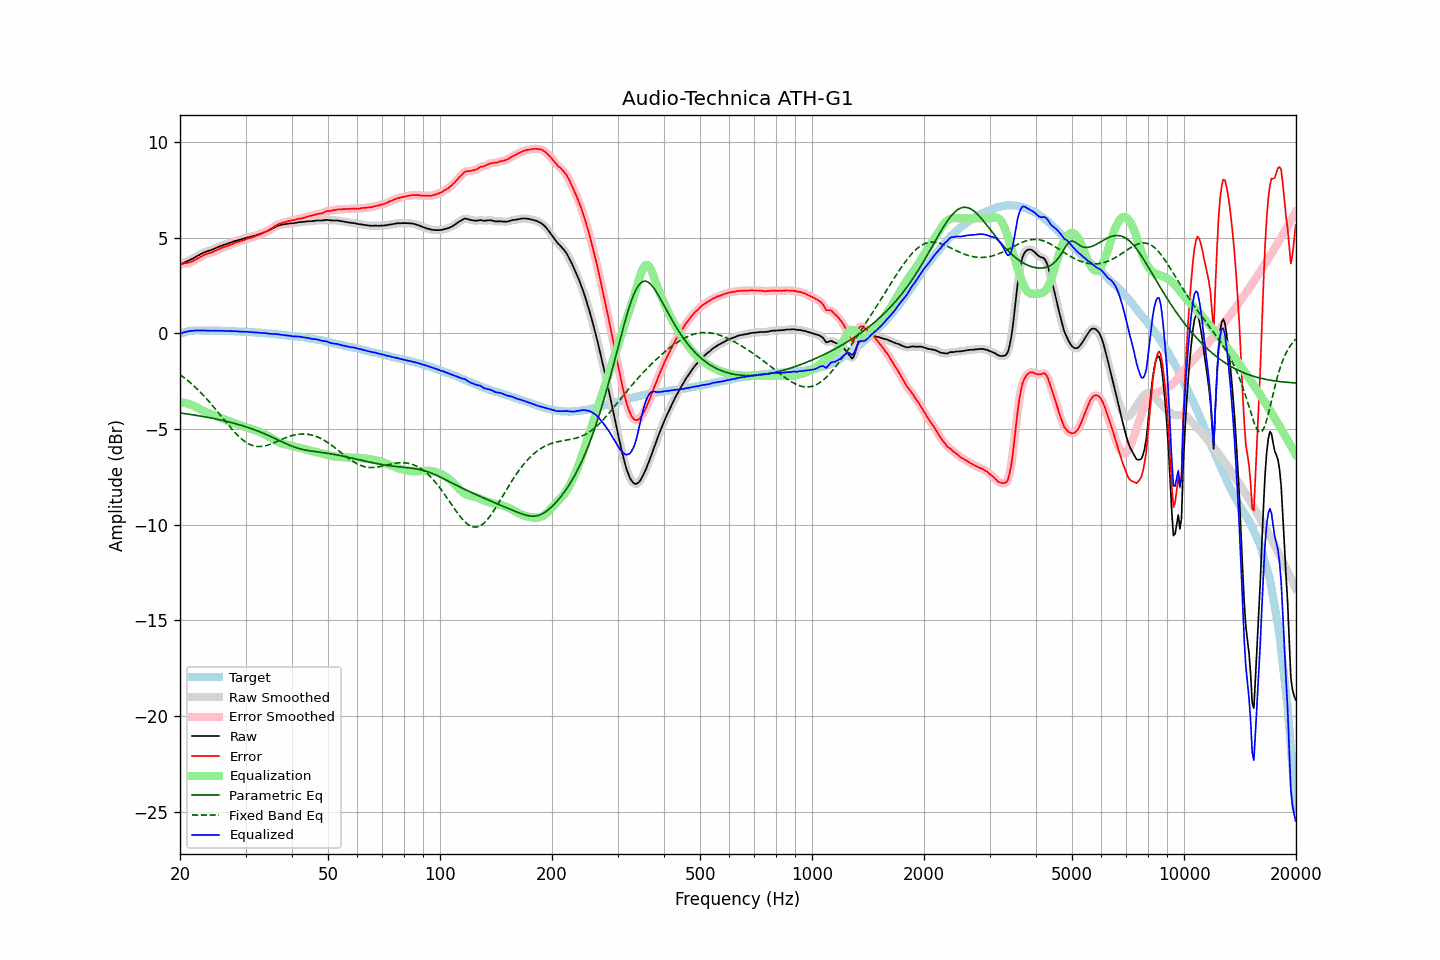 Audio-Technica ATH-G1
10
5
0
−5
−10
−15
−20
−25
Amplitude (dBr)
Target
Raw Smoothed
Error Smoothed
Raw
Error
Equalization
Parametric Eq
Fixed Band Eq
Equalized
20 50 100 200 500 1000 2000 5000 10000 20000
Frequency (Hz)